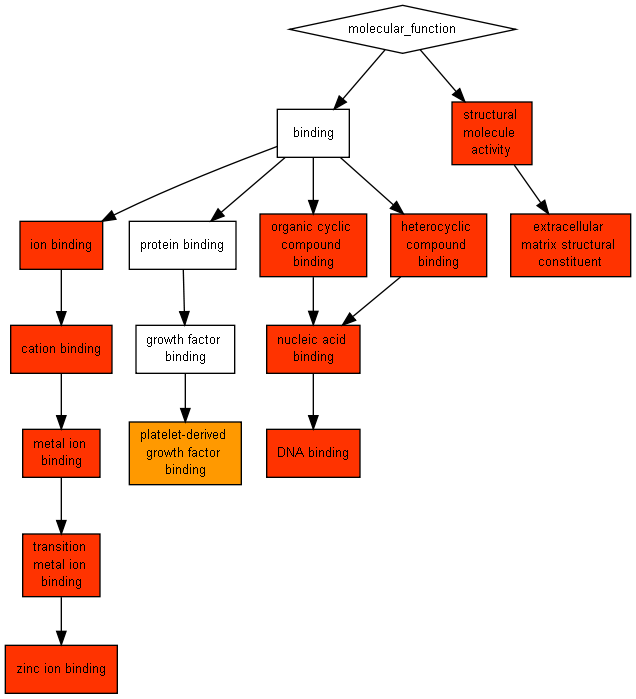 molecular_function
binding
structural
molecule
activity
ion binding
protein binding
organic cyclic
compound
binding
heterocyclic
compound
binding
extracellular
matrix structural
constituent
cation binding
growth factor
binding
nucleic acid
binding
metal ion
binding
platelet-derived
growth factor
binding
DNA binding
transition
metal ion
binding
zinc ion binding